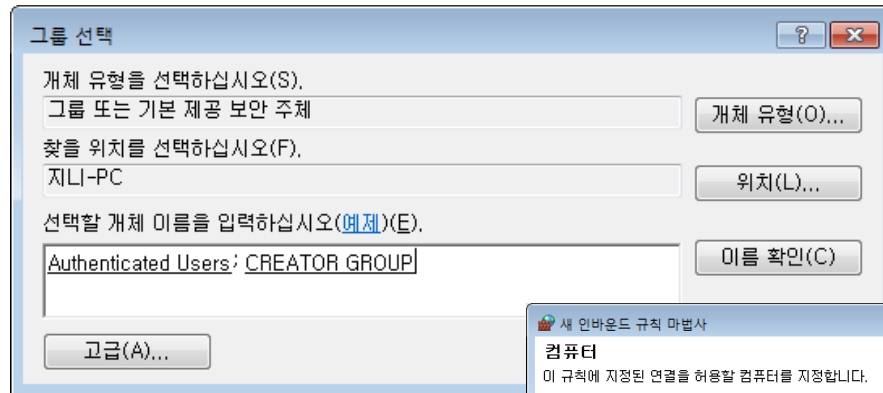 그룹 선택
개체 유형을 선택하십시오(S).
그룹 또는 기본 제공 보안 주체
개체 유형(O)...
찾을 위치를 선택하십시오(F).
지니-PC
위치(L)...
선택할 개체 이름을 입력하십시오(예제)(E).
Authenticated Users; CREATOR GROUP
이름 확인(C)
고급(A)...
새 인바운드 규칙 마법사
컴퓨터
이 규칙에 지정된 연결을 허용할 컴퓨터를 지정합니다.